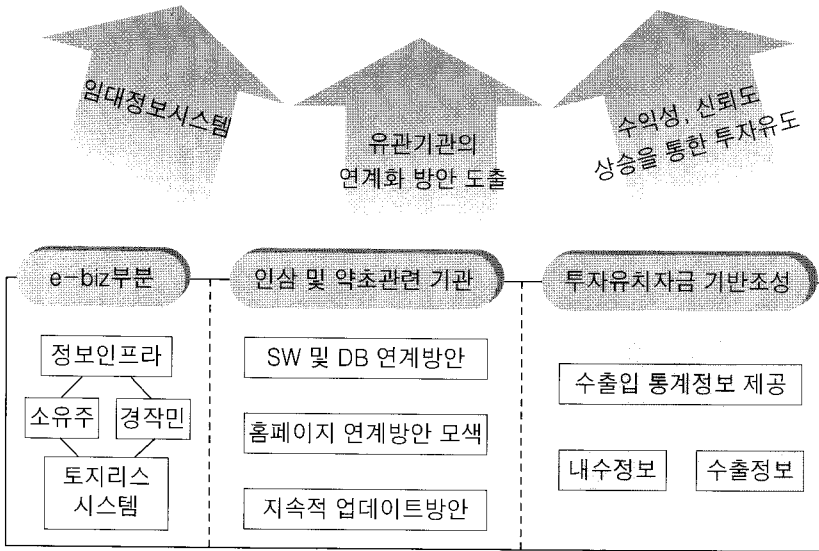 임대정보시스템
유관기관의
연계화 방안 도출
수익성, 신뢰도
상승을 통한 투자유도
e-biz부분
인삼 및 약초관련 기관
투자유치자금 기반조성
정보인프라
소유주
경작민
토지리스
시스템
SW 및 DB 연계방안
홈페이지 연계방안 모색
지속적 업데이트방안
수출입 통계정보 제공
내수정보
수출정보